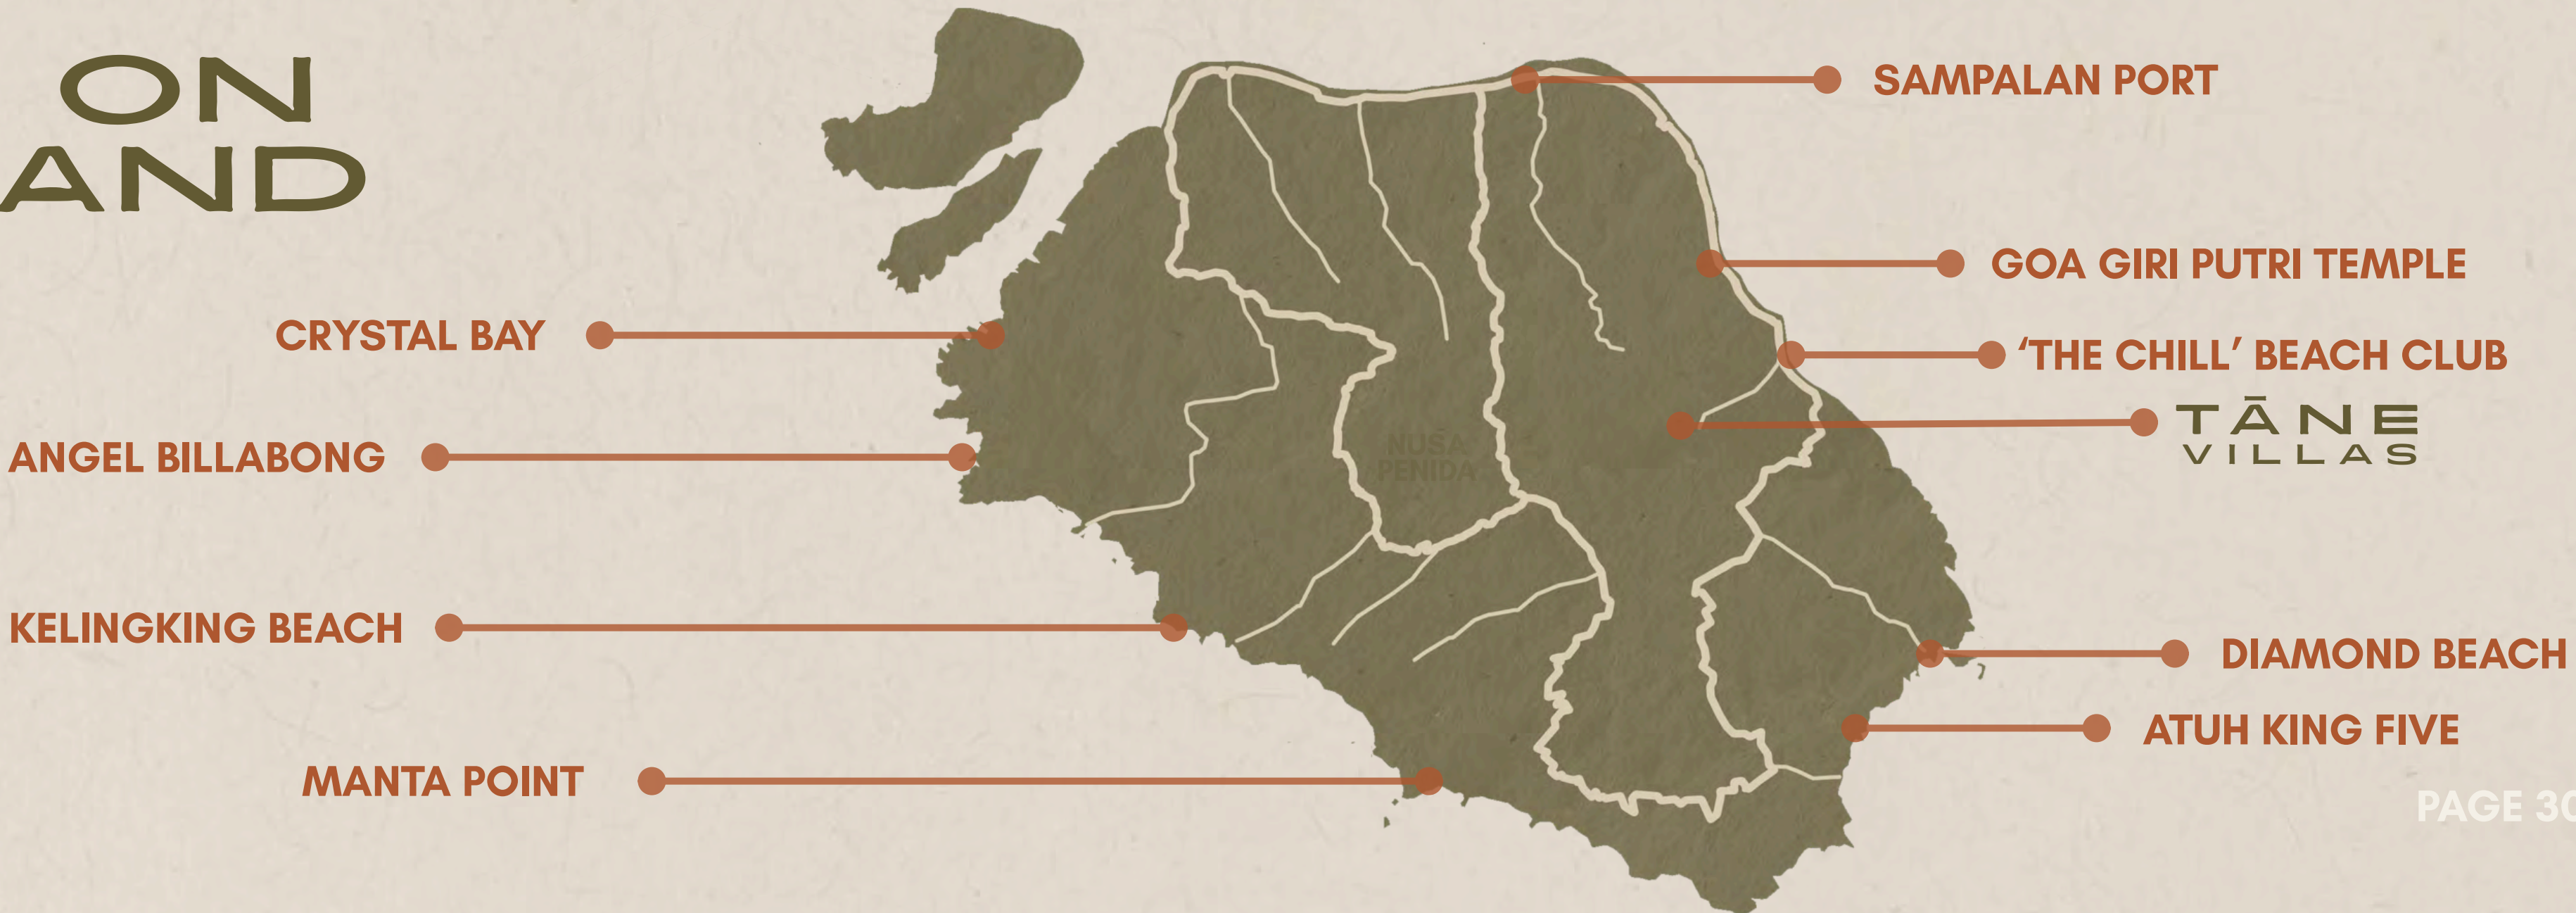 ON
AND
SAMPALAN PORT
GOA GIRI PUTRI TEMPLE
CRYSTAL BAY
‘THE CHILL’ BEACH CLUB
TĀNE
VILLAS
ANGEL BILLABONG
NUSA
PENIDA
KELINGKING BEACH
DIAMOND BEACH
ATUH KING FIVE
MANTA POINT
PAGE 30